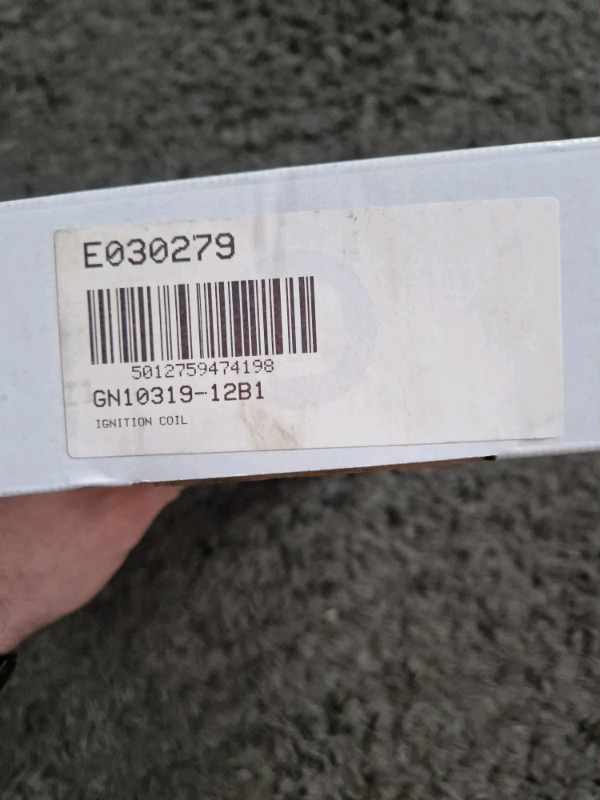 E030279
5012759474198
GN10319-12B1
IGNITION COIL